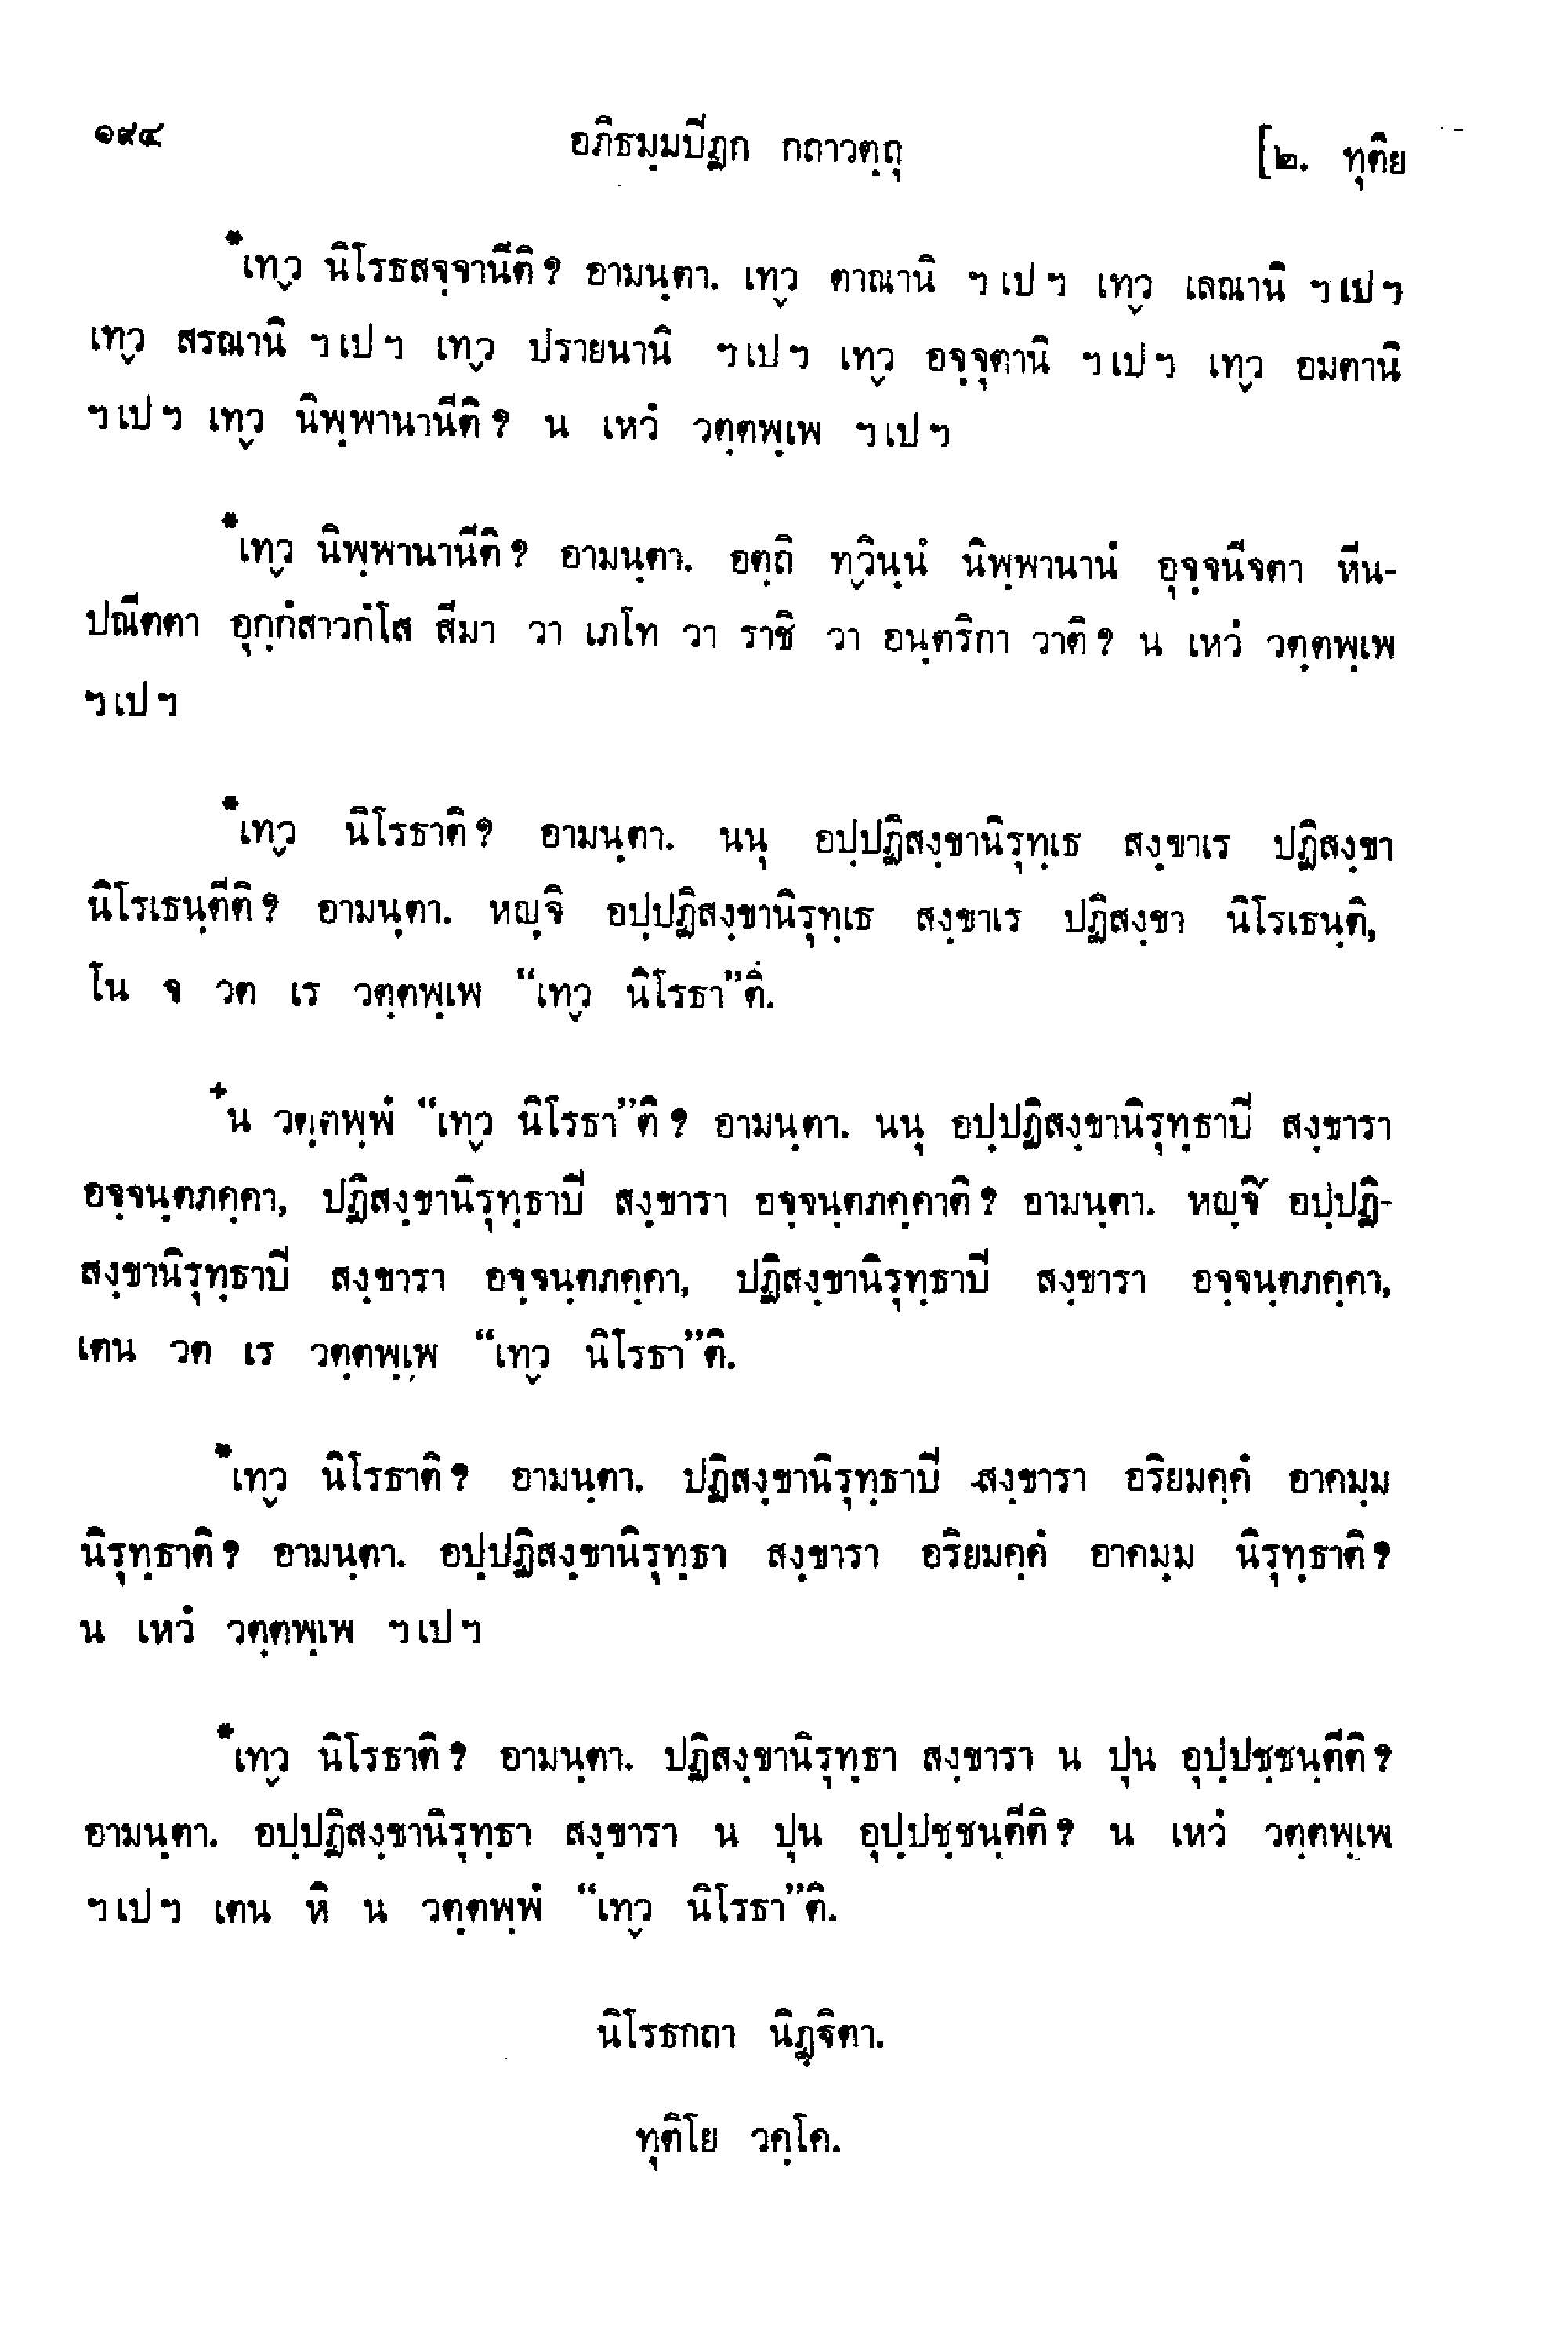 ๑๙๔ อภิธมฺมปีฏก กถาวตฺถุ [๒. ทุติย
*เทฺว นิโรธสจฺจานีติ? อามนฺตา. เทฺว ตาณานิ ฯ เป ฯ เทฺว เลณานิ ฯ เป ฯ
เทฺว สรณานิ ฯ เป ฯ เทฺว ปรายนานิ ฯ เป ฯ เทฺว อจฺจุตานิ ฯ เป ฯ เทฺว อมตานิ
ฯ เป ฯ เทฺว นิพฺพานานีติ? น เหวํ วตฺตพฺเพ ฯ เป ฯ
*เทฺว นิพฺพานานีติ? อามนฺตา. อตฺถิ ทฺวินฺนํ นิพฺพานานํ อุจฺจนีจตา หีน-
ปณีตตา อุกฺกํสาวกํโส สีมา วา เภโท วา ราชิ วา อนฺตริกา วาติ? น เหวํ วตฺตพฺเพ
ฯ เป ฯ
*เทฺว นิโรธาติ? อามนฺตา. นนุ อปฺปฏิสงฺขานิรุทฺเธ สงฺขาเร ปฏิสงฺขา
นิโรเธนฺตีติ? อามนฺตา. หญฺจิ อปฺปฏิสงฺขานิรุทฺเธ สงฺขาเร ปฏิสงฺขา นิโรเธนฺติ,
โน จ วต เร วตฺตพฺเพ “เทฺว นิโรธา”ติ.
+น วตฺตพฺพํ “เทฺว นิโรธา”ติ? อามนฺตา. นนุ อปฺปฏิสงฺขานิรุทฺธาปี สงฺขารา
อจฺจนฺตภคฺคา, ปฏิสงฺขานิรุทฺธาปี สงฺขารา อจฺจนฺตภคฺคาติ? อามนฺตา. หญฺจิ อปฺปฏิ-
สงฺขานิรุทฺธาปี สงฺขารา อจฺจนฺตภคฺคา, ปฏิสงฺขานิรุทฺธาปี สงฺขารา อจฺจนฺตภคฺคา,
เตน วต เร วตฺตพฺเพ “เทฺว นิโรธา”ติ.
*เทฺว นิโรธาติ? อามนฺตา. ปฏิสงฺขานิรุทฺธาปี สงฺขารา อริยมคฺคํ อาคมฺม
นิรุทฺธาติ? อามนฺตา. อปฺปฏิสงฺขานิรุทฺธา สงฺขารา อริยมคฺคํ อาคมฺม นิรุทฺธาติ?
น เหวํ วตฺตพฺเพ ฯ เป ฯ
*เทฺว นิโรธาติ? อามนฺตา. ปฏิสงฺขานิรุทฺธา สงฺขารา น ปุน อุปฺปชฺชนฺตีติ?
อามนฺตา. อปฺปฏิสงฺขานิรุทฺธา สงฺขารา น ปุน อุปฺปชฺชนฺตีติ? น เหวํ วตฺตพฺเพ
ฯ เป ฯ เตน หิ น วตฺตพฺพํ “เทฺว นิโรธา”ติ.
นิโรธกถา นิฏฺฐิตา.
ทุติโย วคฺโค.